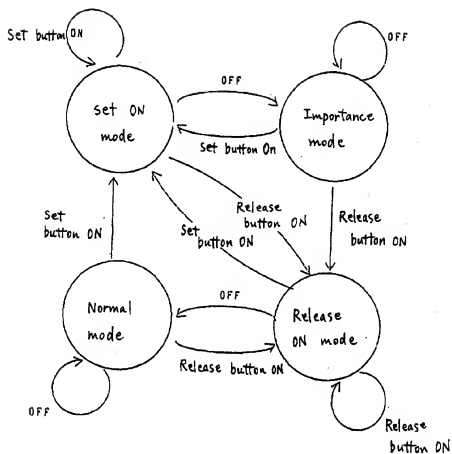 Set button ON
OFF
Set ON
mode
OFF
Importance
mode
Set button On
Release
button ON
Set
button ON
Release
button ON
Set
button ON
Normal
mode
OFF
Release
ON mode
Release button ON
OFF
Release
button ON